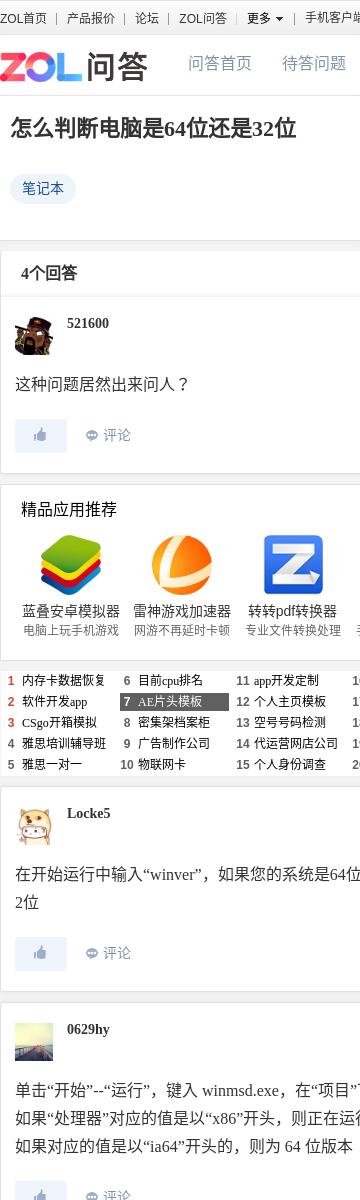 ZOL首页 | 产品报价 | 论坛 | ZOL问答 | 更多 | 手机客户端
ZOL问答 问答首页 待答问题
怎么判断电脑是64位还是32位
笔记本
4个回答
521600
这种问题居然出来问人？
评论
精品应用推荐
蓝叠安卓模拟器 雷神游戏加速器 转转pdf转换器
电脑上玩手机游戏 网游不再延时卡顿 专业文件转换处理
1 内存卡数据恢复 6 目前cpu排名 11 app开发定制
2 软件开发app 7 AE片头模板 12 个人主页模板
3 CSgo开箱模拟 8 密集架档案柜 13 空号号码检测
4 雅思培训辅导班 9 广告制作公司 14 代运营网店公司
5 雅思一对一 10 物联网卡 15 个人身份调查
Locke5
在开始运行中输入“winver”，如果您的系统是64位
2位
评论
0629hy
单击“开始”--“运行”，键入 winmsd.exe，在“项目”
如果“处理器”对应的值是以“x86”开头，则正在运行
如果对应的值是以“ia64”开头的，则为 64 位版本
评论